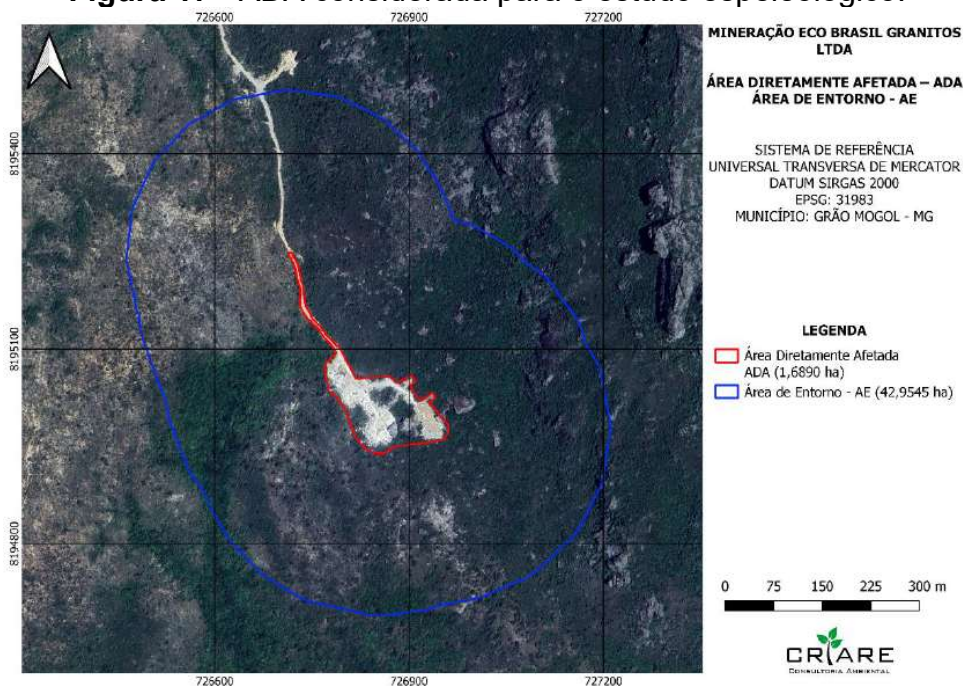 726600 726900 727200
MINERAÇÃO ECO BRASIL GRANITOS
LTDA
ÁREA DIRETAMENTE AFETADA – ADA
ÁREA DE ENTORNO - AE
SISTEMA DE REFERÊNCIA
UNIVERSAL TRANSVERSA DE MERCATOR
DATUM SIRGAS 2000
EPSG: 31983
MUNICÍPIO: GRÃO MOGOL - MG
8195400
8195100
8194800
LEGENDA
Área Diretamente Afetada
ADA (1,6890 ha)
Área de Entorno - AE (42,9545 ha)
0 75 150 225 300 m
CRIARE
CONSULTORIA AMBIENTAL
726600 726900 727200